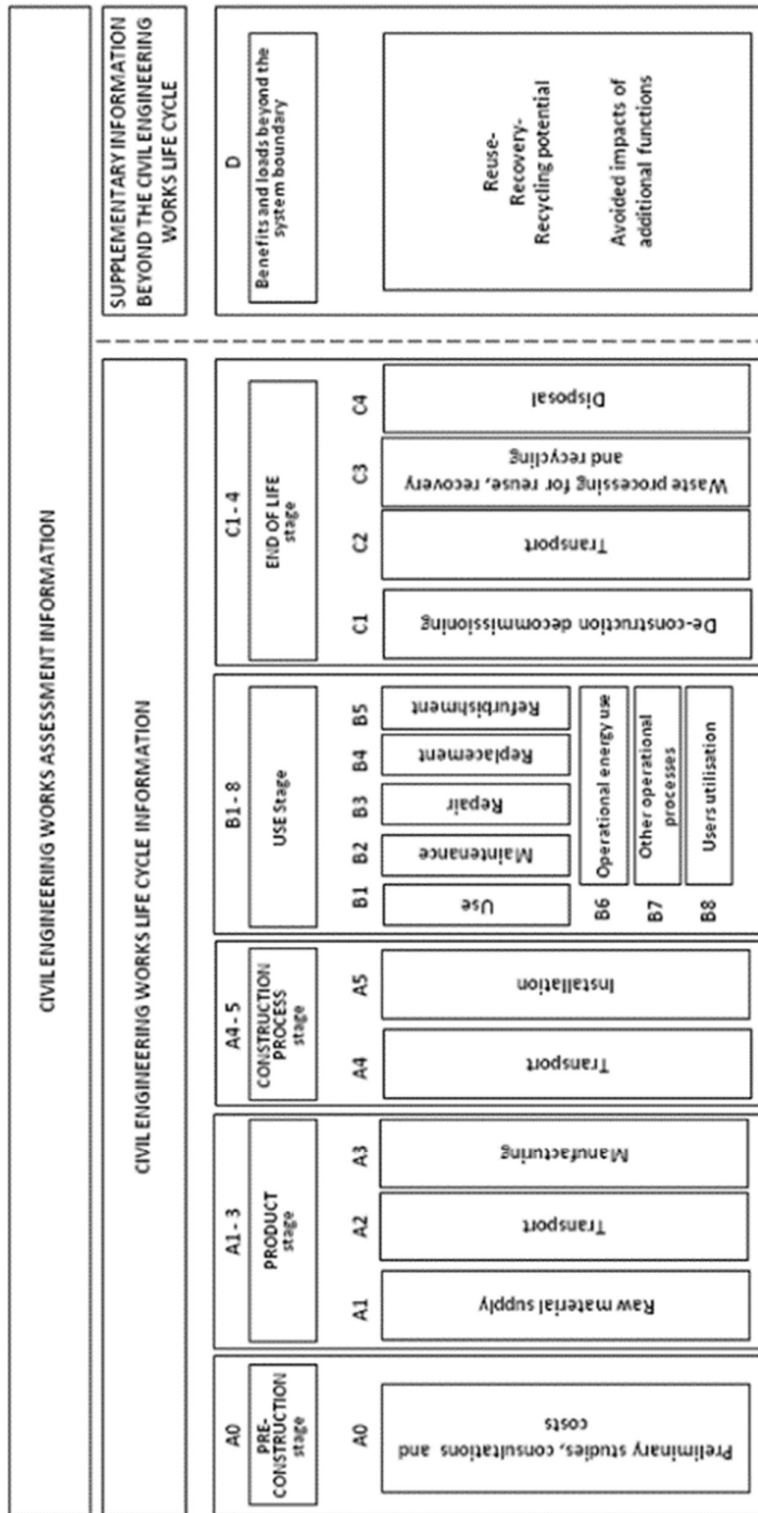 CIVIL ENGINEERING WORKS ASSESSMENT INFORMATION
CIVIL ENGINEERING WORKS LIFE CYCLE INFORMATION
SUPPLEMENTARY INFORMATION
BEYOND THE CIVIL ENGINEERING
WORKS LIFE CYCLE
A0
PRE-
CONSTRUCTION
stage
A0
Preliminary studies, consultations and
costs
A1 - 3
PRODUCT
stage
A1
Raw material supply
A2
Transport
A3
Manufacturing
A4 - 5
CONSTRUCTION
PROCESS
stage
A4
Transport
A5
Installation
B1 - 8
USE Stage
B1
Use
B2
Maintenance
B3
Repair
B4
Replacement
B5
Refurbishment
B6
Operational energy use
B7
Other operational
processes
B8
Users utilisation
C1 - 4
END OF LIFE
stage
C1
De-construction decommissioning
C2
Transport
C3
Waste processing for reuse, recovery
and recycling
C4
Disposal
D
Benefits and loads beyond the
system boundary
Reuse-
Recovery-
Recycling potential
Avoided impacts of
additional functions